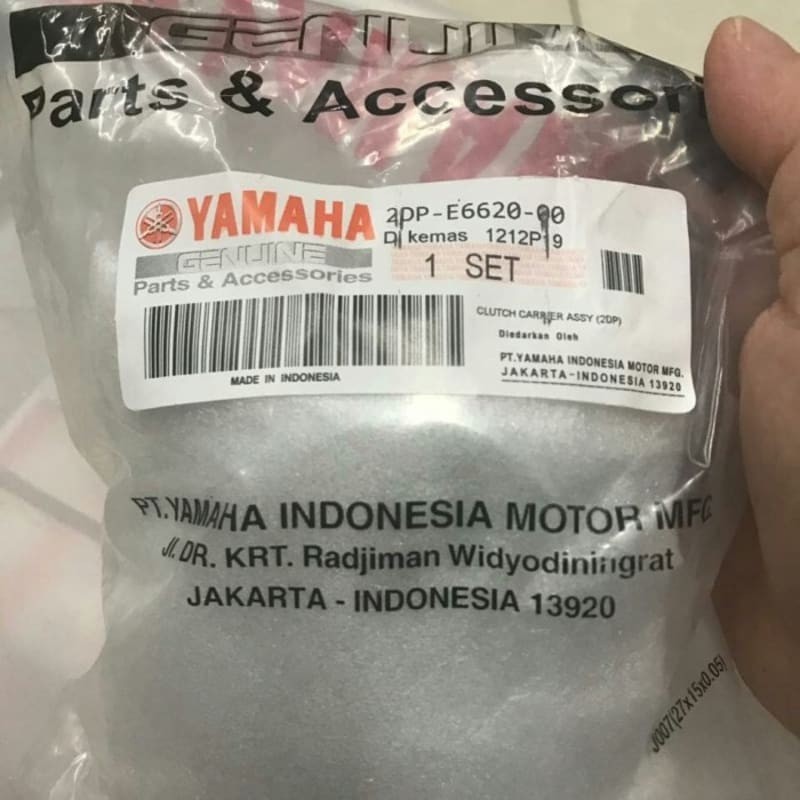 GENUINE
Parts & Accessori
YAMAHA
GENUINE
Parts & Accessories
2DP-E6620-00
Di kemas 1212P19
1 SET
CLUTCH CARRIER ASSY (2DP)
Diedarkan Oleh
PT.YAMAHA INDONESIA MOTOR MFG.
JAKARTA-INDONESIA 13920
MADE IN INDONESIA
PT.YAMAHA INDONESIA MOTOR MFG
Jl. DR. KRT. Radjiman Widyodiningrat
JAKARTA - INDONESIA 13920
J007(27x15x0.05)